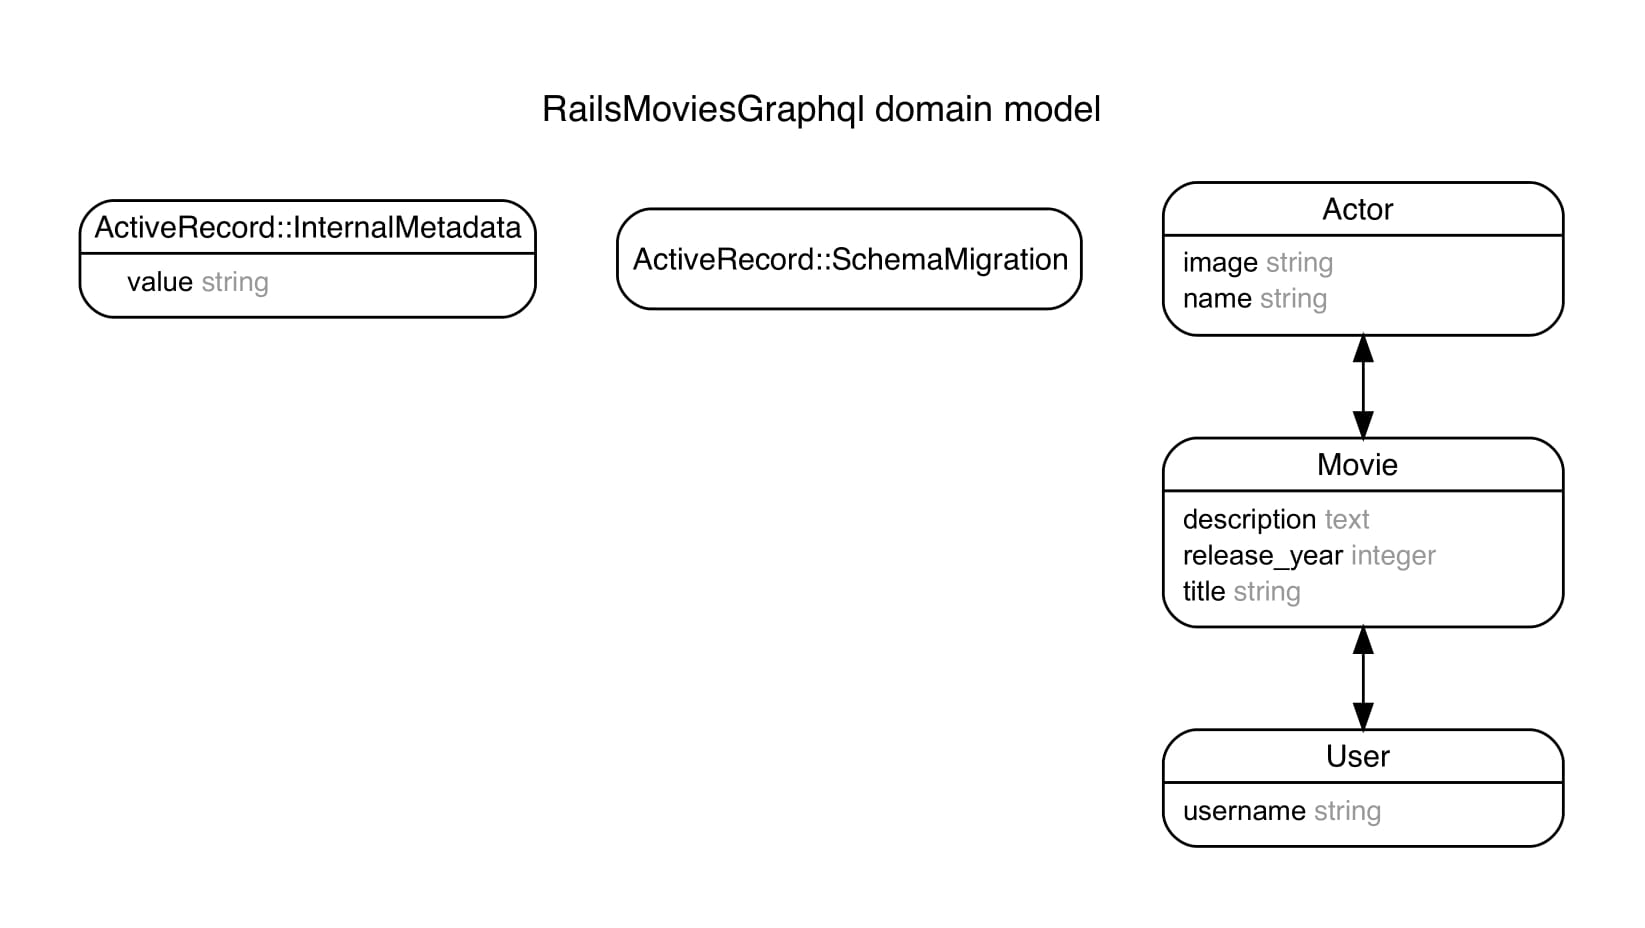 RailsMoviesGraphql domain model
ActiveRecord::InternalMetadata
value string
ActiveRecord::SchemaMigration
Actor
image string
name string
Movie
description text
release_year integer
title string
User
username string